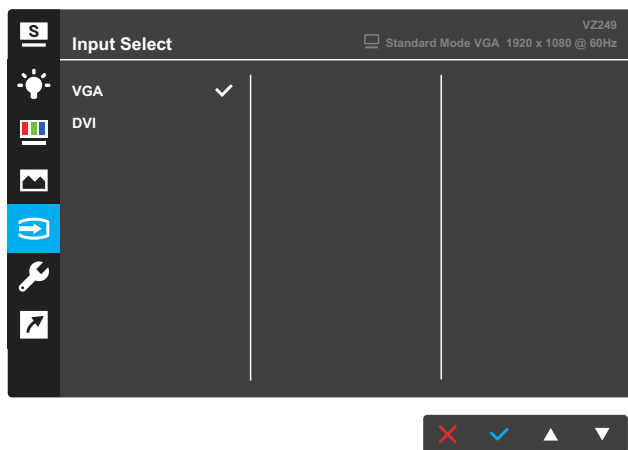 S
VZ249
Input Select
Standard Mode VGA 1920 x 1080 @ 60Hz
VGA
DVI